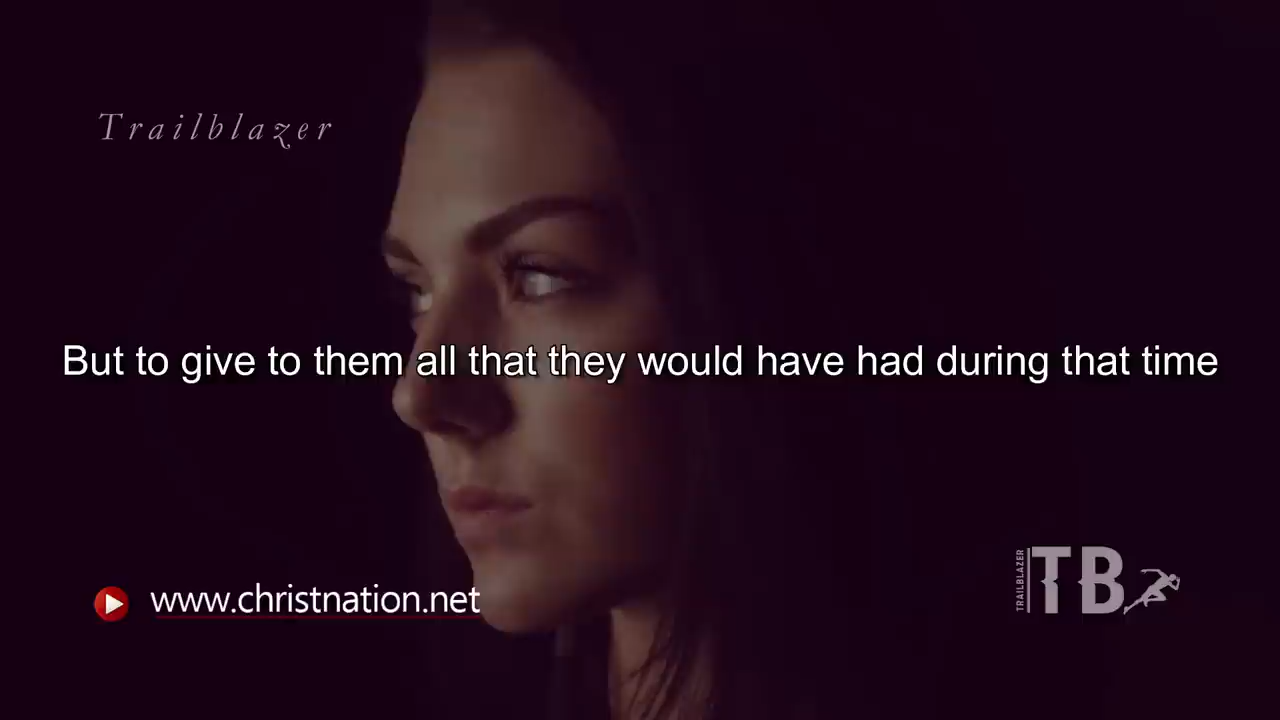 Trailblazer
But to give to them all that they would have had during that time
www.christnation.net
TRAILBLAZER
TB